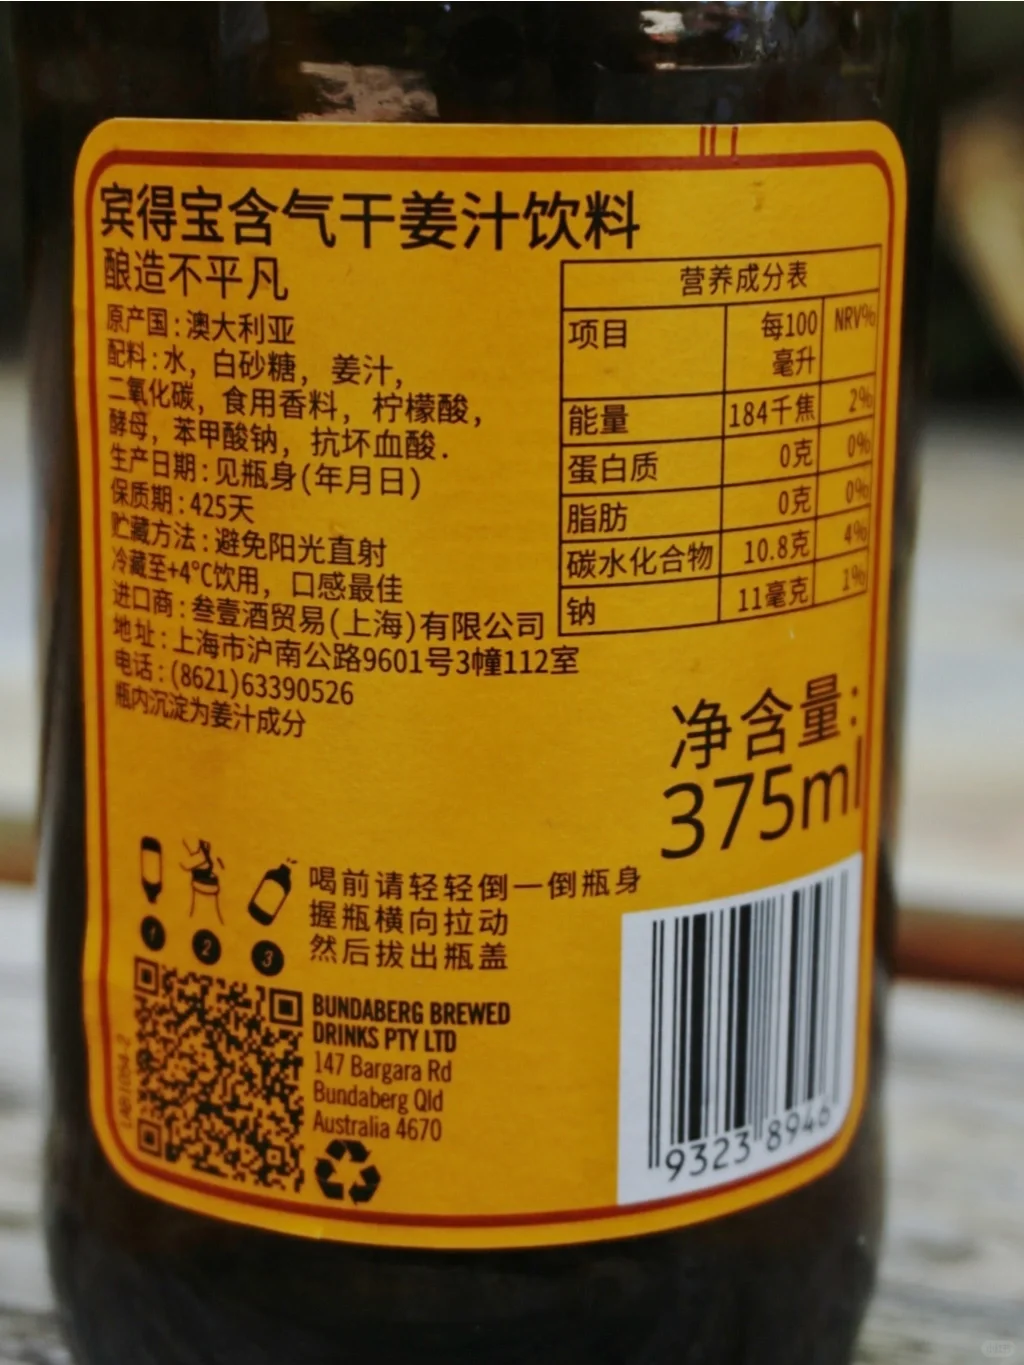 宾得宝含气干姜汁饮料
酿造不平凡
原产国:澳大利亚
配料:水, 白砂糖, 姜汁,
二氧化碳, 食用香料, 柠檬酸,
酵母, 苯甲酸钠, 抗坏血酸.
生产日期:见瓶身(年月日)
保质期:425天
贮藏方法:避免阳光直射
冷藏至+4°C饮用, 口感最佳
进口商:叁壹酒贸易(上海)有限公司
地址:上海市沪南公路9601号3幢112室
电话:(8621)63390526
瓶内沉淀为姜汁成分
营养成分表
项目 每100毫升 NRV%
能量 184千焦 2%
蛋白质 0克 0%
脂肪 0克 0%
碳水化合物 10.8克 4%
钠 11毫克 1%
净含量:
375ml
喝前请轻轻倒一倒瓶身
握瓶横向拉动
然后拔出瓶盖
1 2 3
BUNDABERG BREWED
DRINKS PTY LTD
147 Bargara Rd
Bundaberg Qld
Australia 4670
9323 8946